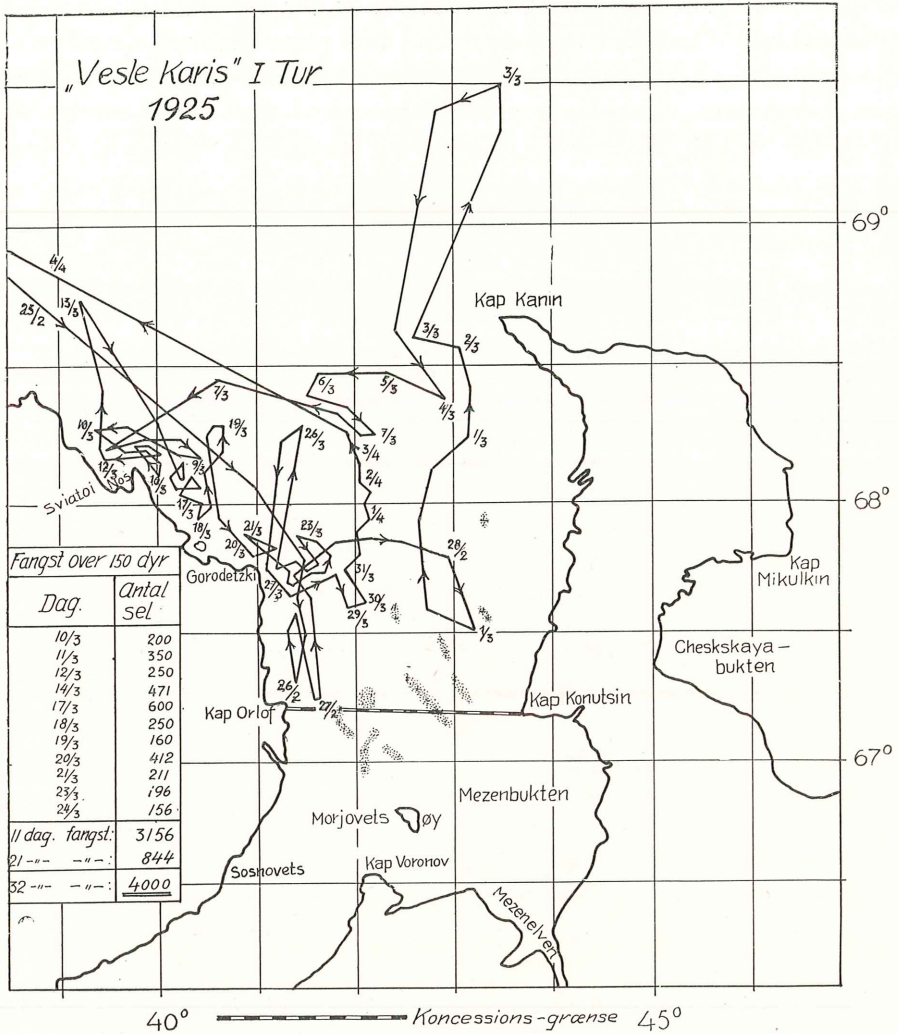 „Vesle Karis" I Tur
1925
3/3
69°
4/4
13/3
23/2
Kap Kanin
3/3
2/3
7/3
6/3
5/3
4/3
10/3
19/3
26/3
7/3
3/4
1/3
12/3
9/3
10/3
2/4
Sviatoi Nos
17/3
18/3
1/4
68°
20/3
21/3
23/3
28/2
Gorodetzki
27/3
31/3
30/3
29/3
1/3
Kap
Mikulkin
Cheskskaya-
bukten
26/2
27/2
Kap Orlof
Kap Konutsin
67°
Mezenbukten
Morjovets øy
Kap Voronov
Sosnovets
Mezenelven
Fangst over 150 dyr
Dag. Antal sel
10/3 200
11/3 350
12/3 250
14/3 471
17/3 600
18/3 250
19/3 160
20/3 412
21/3 211
23/3 196
24/3 156
11 dag. fangst: 3156
21 -"- -"-: 844
32 -"- -"-: 4000
40° Koncessions-grænse 45°